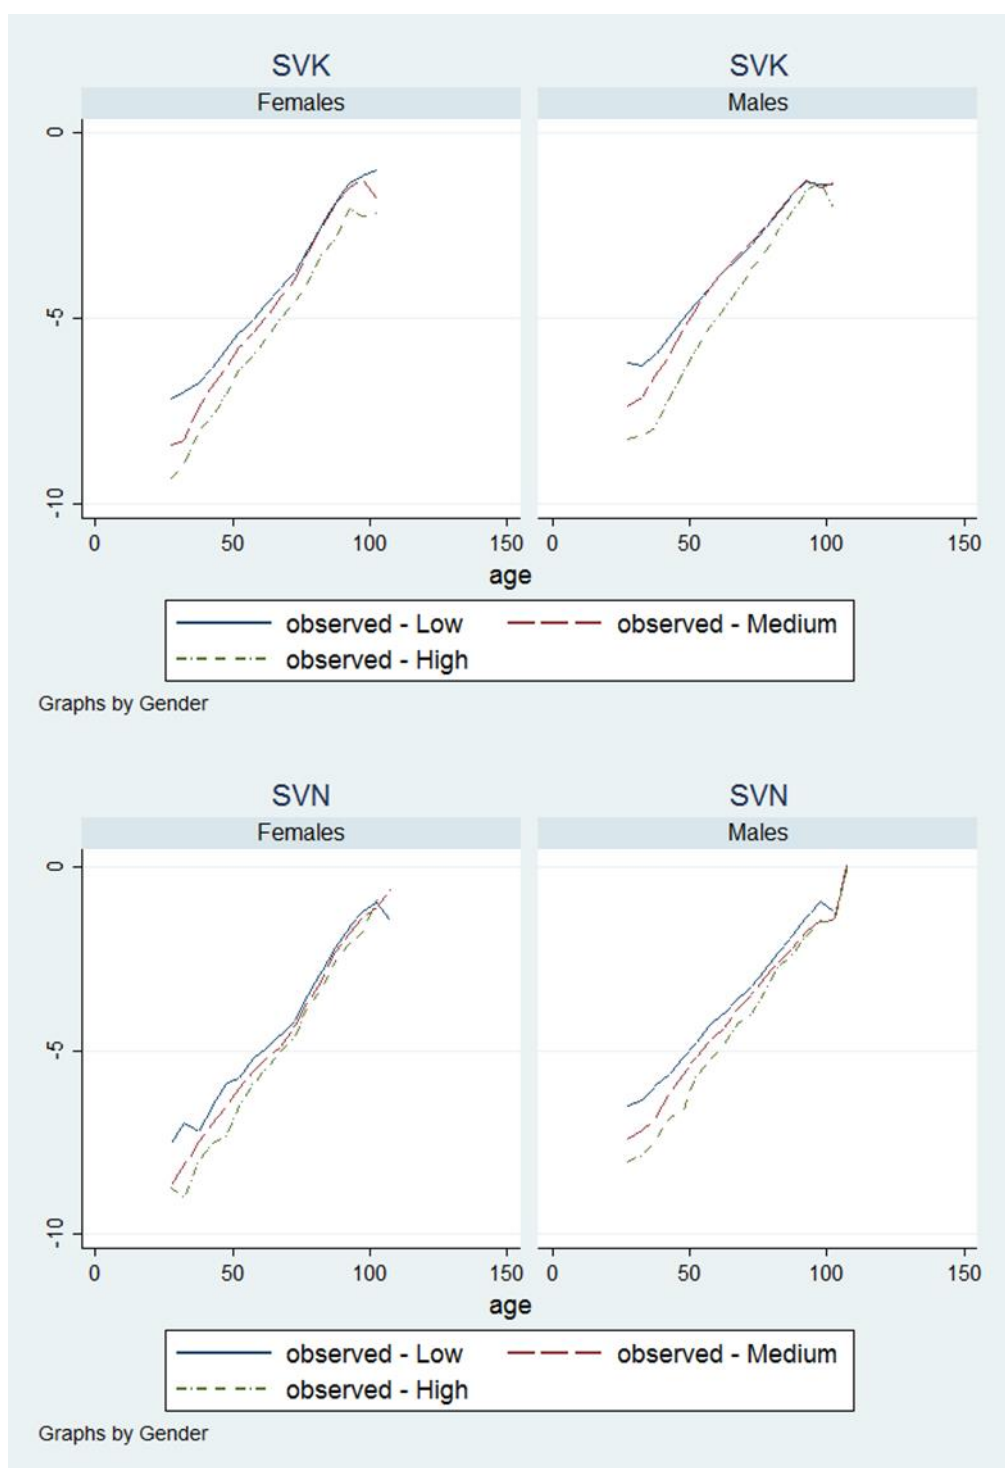 SVK SVK
Females Males
0
-5
-10
0 50 100 150 0 50 100 150
age
observed - Low observed - Medium
observed - High
Graphs by Gender
SVN SVN
Females Males
0
-5
-10
0 50 100 150 0 50 100 150
age
observed - Low observed - Medium
observed - High
Graphs by Gender